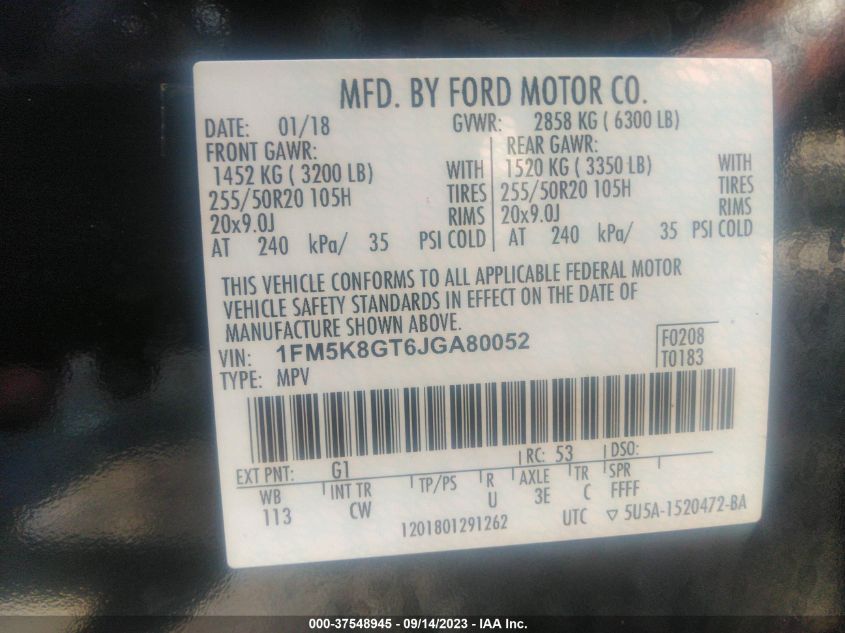 MFD. BY FORD MOTOR CO.
DATE: 01/18 GVWR: 2858 KG ( 6300 LB)
FRONT GAWR: REAR GAWR:
1452 KG ( 3200 LB) WITH 1520 KG ( 3350 LB) WITH
255/50R20 105H TIRES 255/50R20 105H TIRES
20x9.0J RIMS 20x9.0J RIMS
AT 240 kPa/ 35 PSI COLD AT 240 kPa/ 35 PSI COLD
THIS VEHICLE CONFORMS TO ALL APPLICABLE FEDERAL MOTOR
VEHICLE SAFETY STANDARDS IN EFFECT ON THE DATE OF
MANUFACTURE SHOWN ABOVE.
VIN: 1FM5K8GT6JGA80052 F0208
TYPE: MPV T0183
EXT PNT: G1 RC: 53 DSO:
WB INT TR TP/PS R AXLE TR SPR
113 CW U 3E C FFFF
1201801291262 UTC ▽ 5U5A-1520472-BA
000-37548945 - 09/14/2023 - IAA Inc.